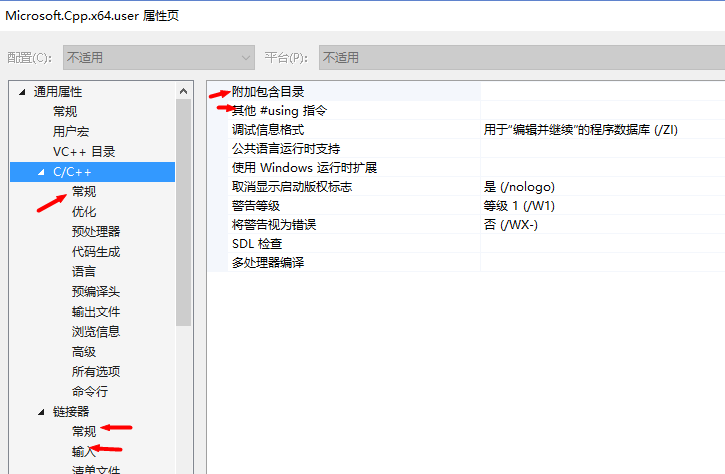 Microsoft.Cpp.x64.user 属性页
配置(C): 不适用 平台(P): 不适用
通用属性
常规
用户宏
VC++ 目录
C/C++
常规
优化
预处理器
代码生成
语言
预编译头
输出文件
浏览信息
高级
所有选项
命令行
链接器
常规
输入
清单文件
附加包含目录
其他 #using 指令
调试信息格式 用于“编辑并继续”的程序数据库 (/ZI)
公共语言运行时支持
使用 Windows 运行时扩展
取消显示启动版权标志 是 (/nologo)
警告等级 等级 1 (/W1)
将警告视为错误 否 (/WX-)
SDL 检查
多处理器编译